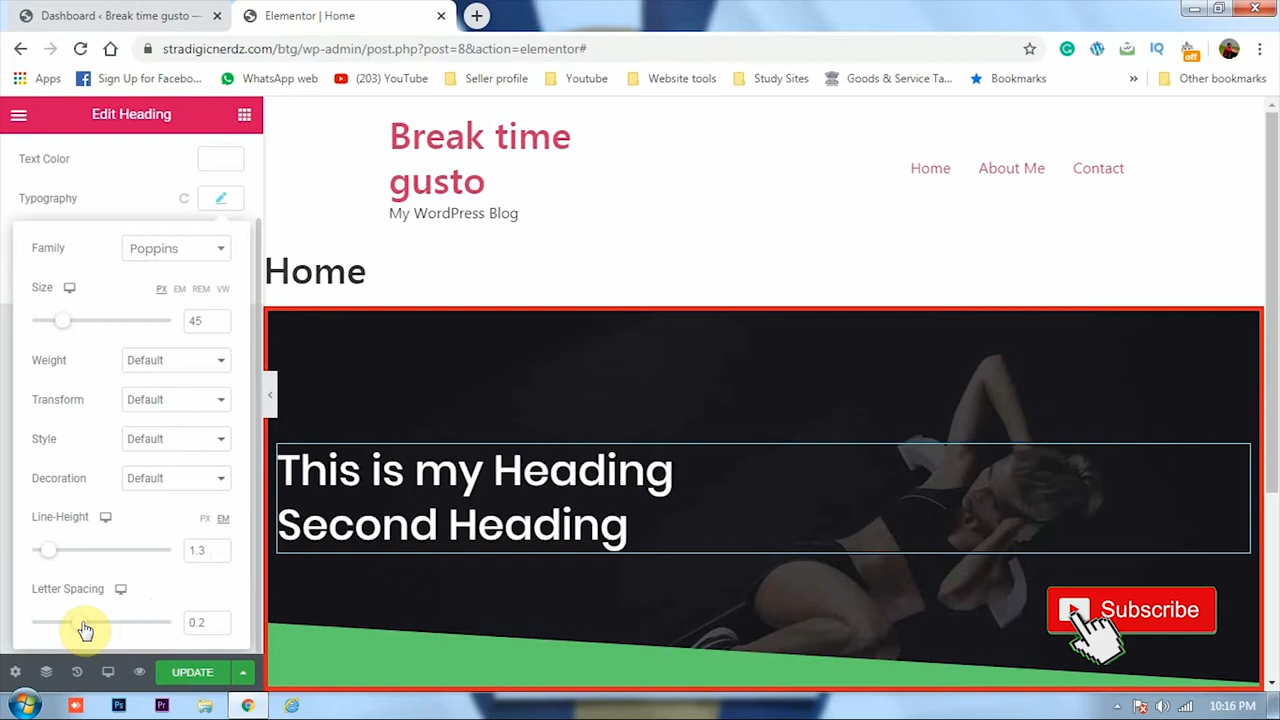 Dashboard ‹ Break time gusto —
Elementor | Home
stradigicnerdz.com/btg/wp-admin/post.php?post=8&action=elementor#
Apps
Sign Up for Facebo...
WhatsApp web
(203) YouTube
Seller profile
Youtube
Website tools
Study Sites
Goods & Service Ta...
Bookmarks
»
Other bookmarks
IQ
off
Edit Heading
Text Color
Typography
Family
Poppins
Size
PX EM REM VW
45
Weight
Default
Transform
Default
Style
Default
Decoration
Default
Line-Height
PX EM
1.3
Letter Spacing
0.2
UPDATE
Break time
gusto
My WordPress Blog
Home
About Me
Contact
Home
This is my Heading
Second Heading
Subscribe
Ps
Pr
10:16 PM